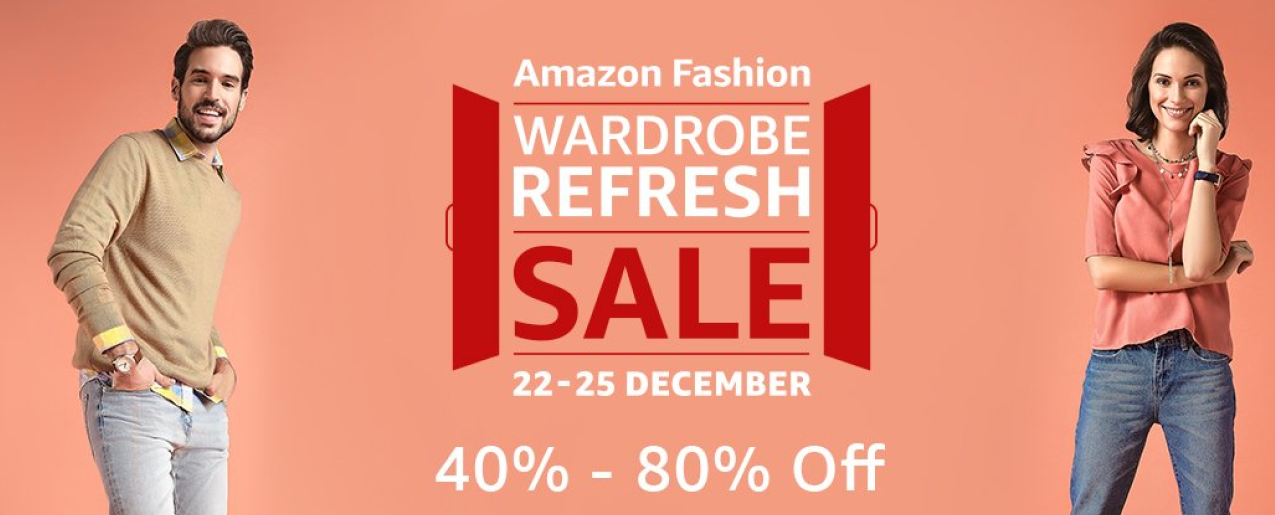 Amazon Fashion
WARDROBE
REFRESH
SALE
22-25 DECEMBER
40% - 80% Off